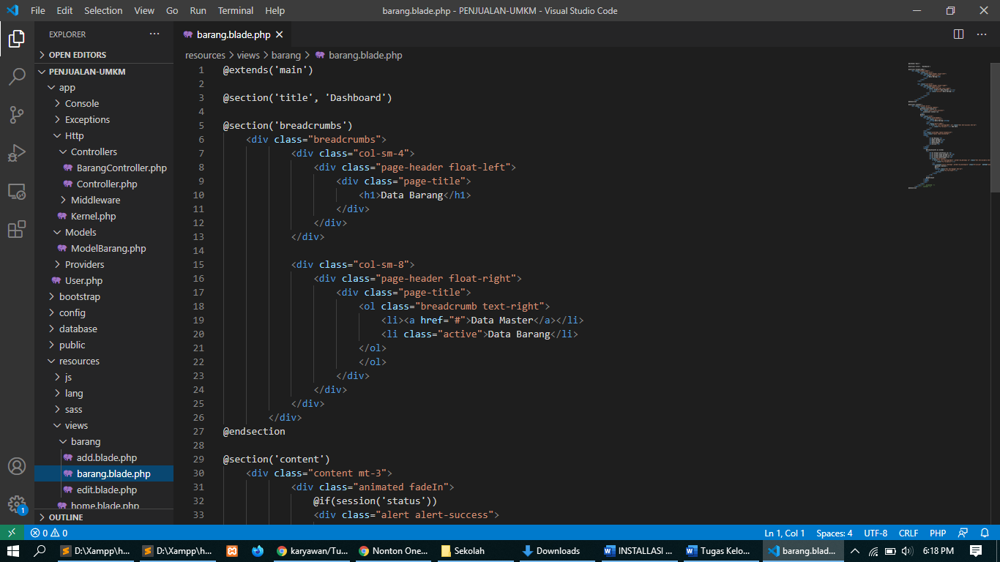 File Edit Selection View Go Run Terminal Help
barang.blade.php - PENJUALAN-UMKM - Visual Studio Code
EXPLORER
OPEN EDITORS
PENJUALAN-UMKM
app
Console
Exceptions
Http
Controllers
BarangController.php
Controller.php
Middleware
Kernel.php
Models
ModelBarang.php
Providers
User.php
bootstrap
config
database
public
resources
js
lang
sass
views
barang
add.blade.php
barang.blade.php
edit.blade.php
home.blade.php
OUTLINE
1
barang.blade.php
resources > views > barang > barang.blade.php
1 @extends('main')
2
3 @section('title', 'Dashboard')
4
5 @section('breadcrumbs')
6 <div class="breadcrumbs">
7 <div class="col-sm-4">
8 <div class="page-header float-left">
9 <div class="page-title">
10 <h1>Data Barang</h1>
11 </div>
12 </div>
13 </div>
14
15 <div class="col-sm-8">
16 <div class="page-header float-right">
17 <div class="page-title">
18 <ol class="breadcrumb text-right">
19 <li><a href="#">Data Master</a></li>
20 <li class="active">Data Barang</li>
21 </ol>
22 </ol>
23 </div>
24 </div>
25 </div>
26 </div>
27 @endsection
28
29 @section('content')
30 <div class="content mt-3">
31 <div class="animated fadeIn">
32 @if(session('status'))
33 <div class="alert alert-success">
0 0
Ln 1, Col 1 Spaces: 4 UTF-8 CRLF PHP
D:\Xampp\h... D:\Xampp\h... karyawan/Tu... Nonton One... Sekolah Downloads INSTALLASI ... Tugas Kelo... barang.blad... 6:18 PM